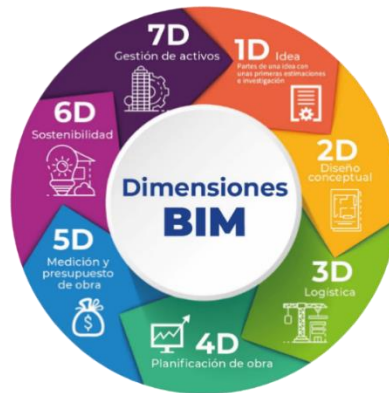 Dimensiones
BIM
1D Idea
Partes de una idea con
unas primeras estimaciones
e investigación
2D
Diseño
conceptual
3D
Logística
4D
Planificación de obra
5D
Medición y
presupuesto
de obra
6D
Sostenibilidad
7D
Gestión de activos